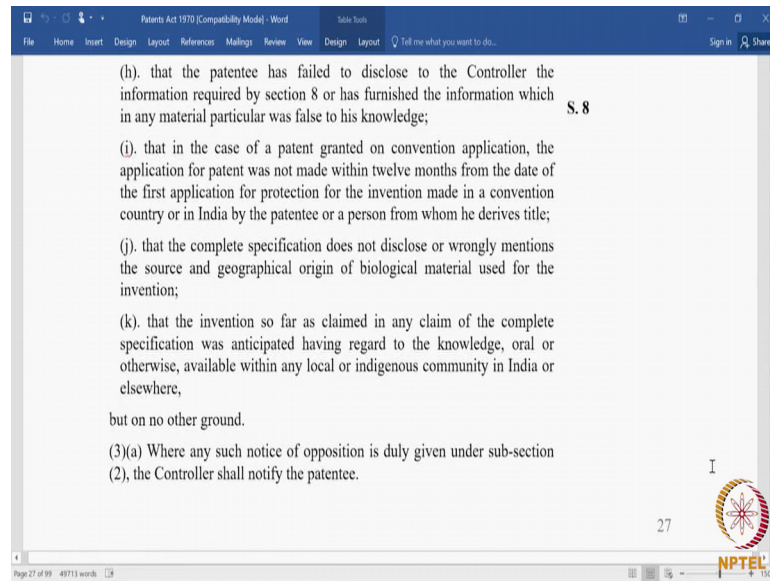 Patents Act 1970 [Compatibility Mode] - Word
Table Tools
File Home Insert Design Layout References Mailings Review View Design Layout Tell me what you want to do... Sign in Share
(h). that the patentee has failed to disclose to the Controller the
information required by section 8 or has furnished the information which
in any material particular was false to his knowledge;
S. 8
(i). that in the case of a patent granted on convention application, the
application for patent was not made within twelve months from the date of
the first application for protection for the invention made in a convention
country or in India by the patentee or a person from whom he derives title;
(j). that the complete specification does not disclose or wrongly mentions
the source and geographical origin of biological material used for the
invention;
(k). that the invention so far as claimed in any claim of the complete
specification was anticipated having regard to the knowledge, oral or
otherwise, available within any local or indigenous community in India or
elsewhere,
but on no other ground.
(3)(a) Where any such notice of opposition is duly given under sub-section
(2), the Controller shall notify the patentee.
27
NPTEL
Page 27 of 99 49713 words